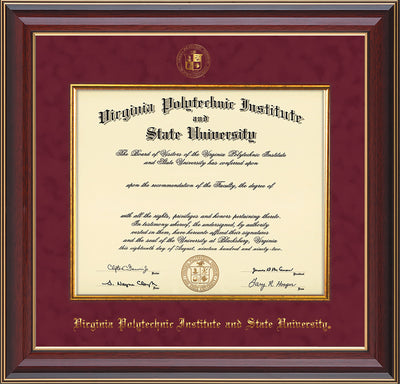 Virginia Polytechnic Institute
and
State University
The Board of Visitors of the Virginia Polytechnic Institute
and State University has conferred upon
upon the recommendation of the Faculty, the degree of
with all the rights, privileges and honors pertaining thereto.
In testimony whereof, the undersigned, by authority
vested in them, have hereunto affixed their signatures
and the seal of the University at Blacksburg, Virginia
this eighteenth day of August, nineteen hundred and ninety-two.
Virginia Polytechnic Institute and State University